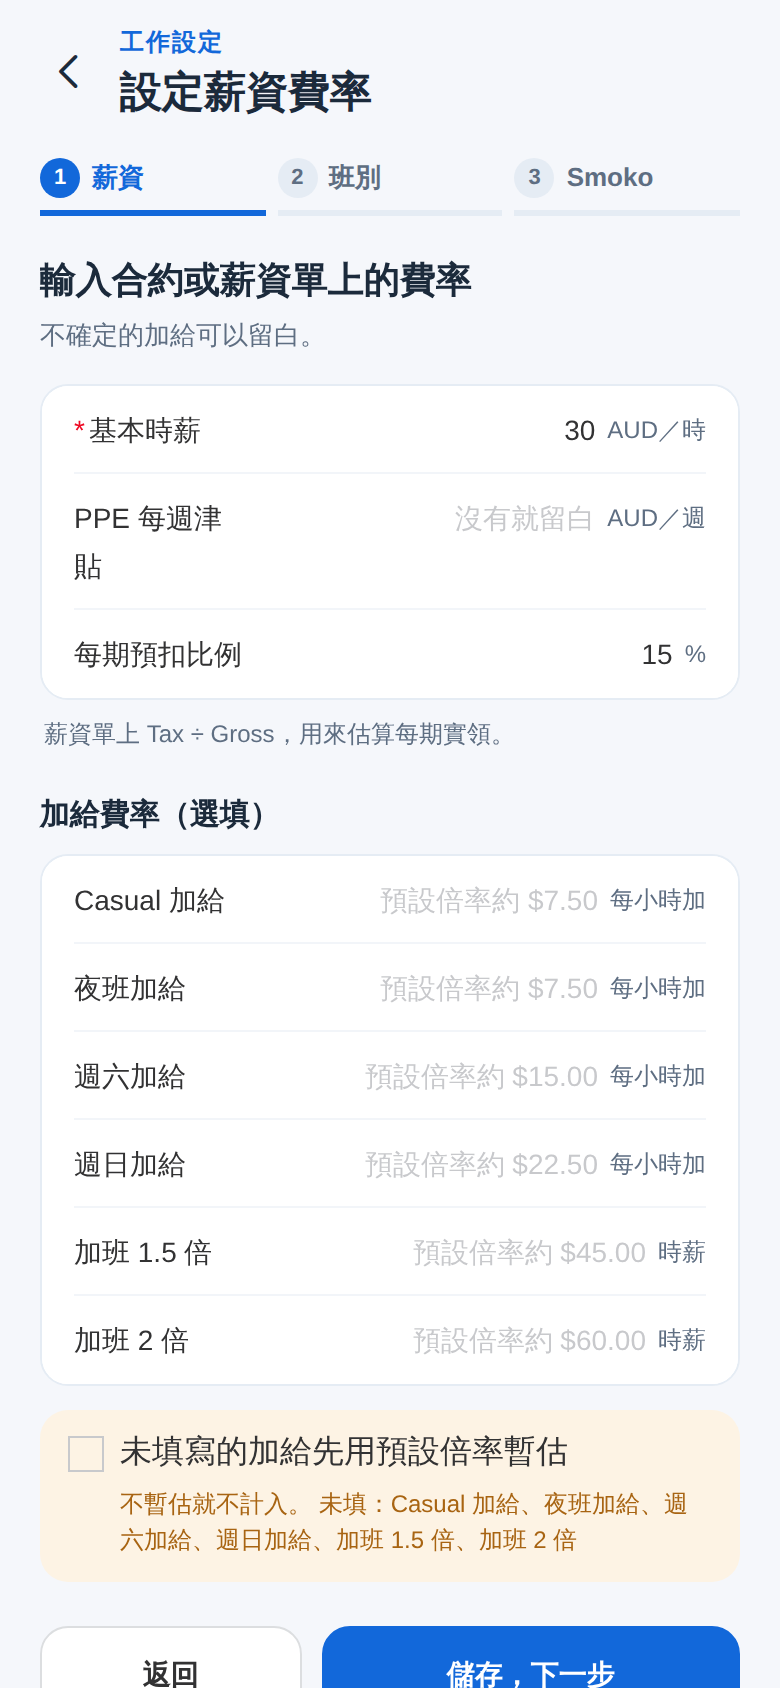 工作設定
設定薪資費率
1 薪資
2 班別
3 Smoko
輸入合約或薪資單上的費率
不確定的加給可以留白。
*基本時薪 30 AUD／時
PPE 每週津貼 沒有就留白 AUD／週
每期預扣比例 15 %
薪資單上 Tax ÷ Gross，用來估算每期實領。
加給費率（選填）
Casual 加給 預設倍率約 $7.50 每小時加
夜班加給 預設倍率約 $7.50 每小時加
週六加給 預設倍率約 $15.00 每小時加
週日加給 預設倍率約 $22.50 每小時加
加班 1.5 倍 預設倍率約 $45.00 時薪
加班 2 倍 預設倍率約 $60.00 時薪
未填寫的加給先用預設倍率暫估
不暫估就不計入。 未填：Casual 加給、夜班加給、週
六加給、週日加給、加班 1.5 倍、加班 2 倍
返回
儲存，下一步